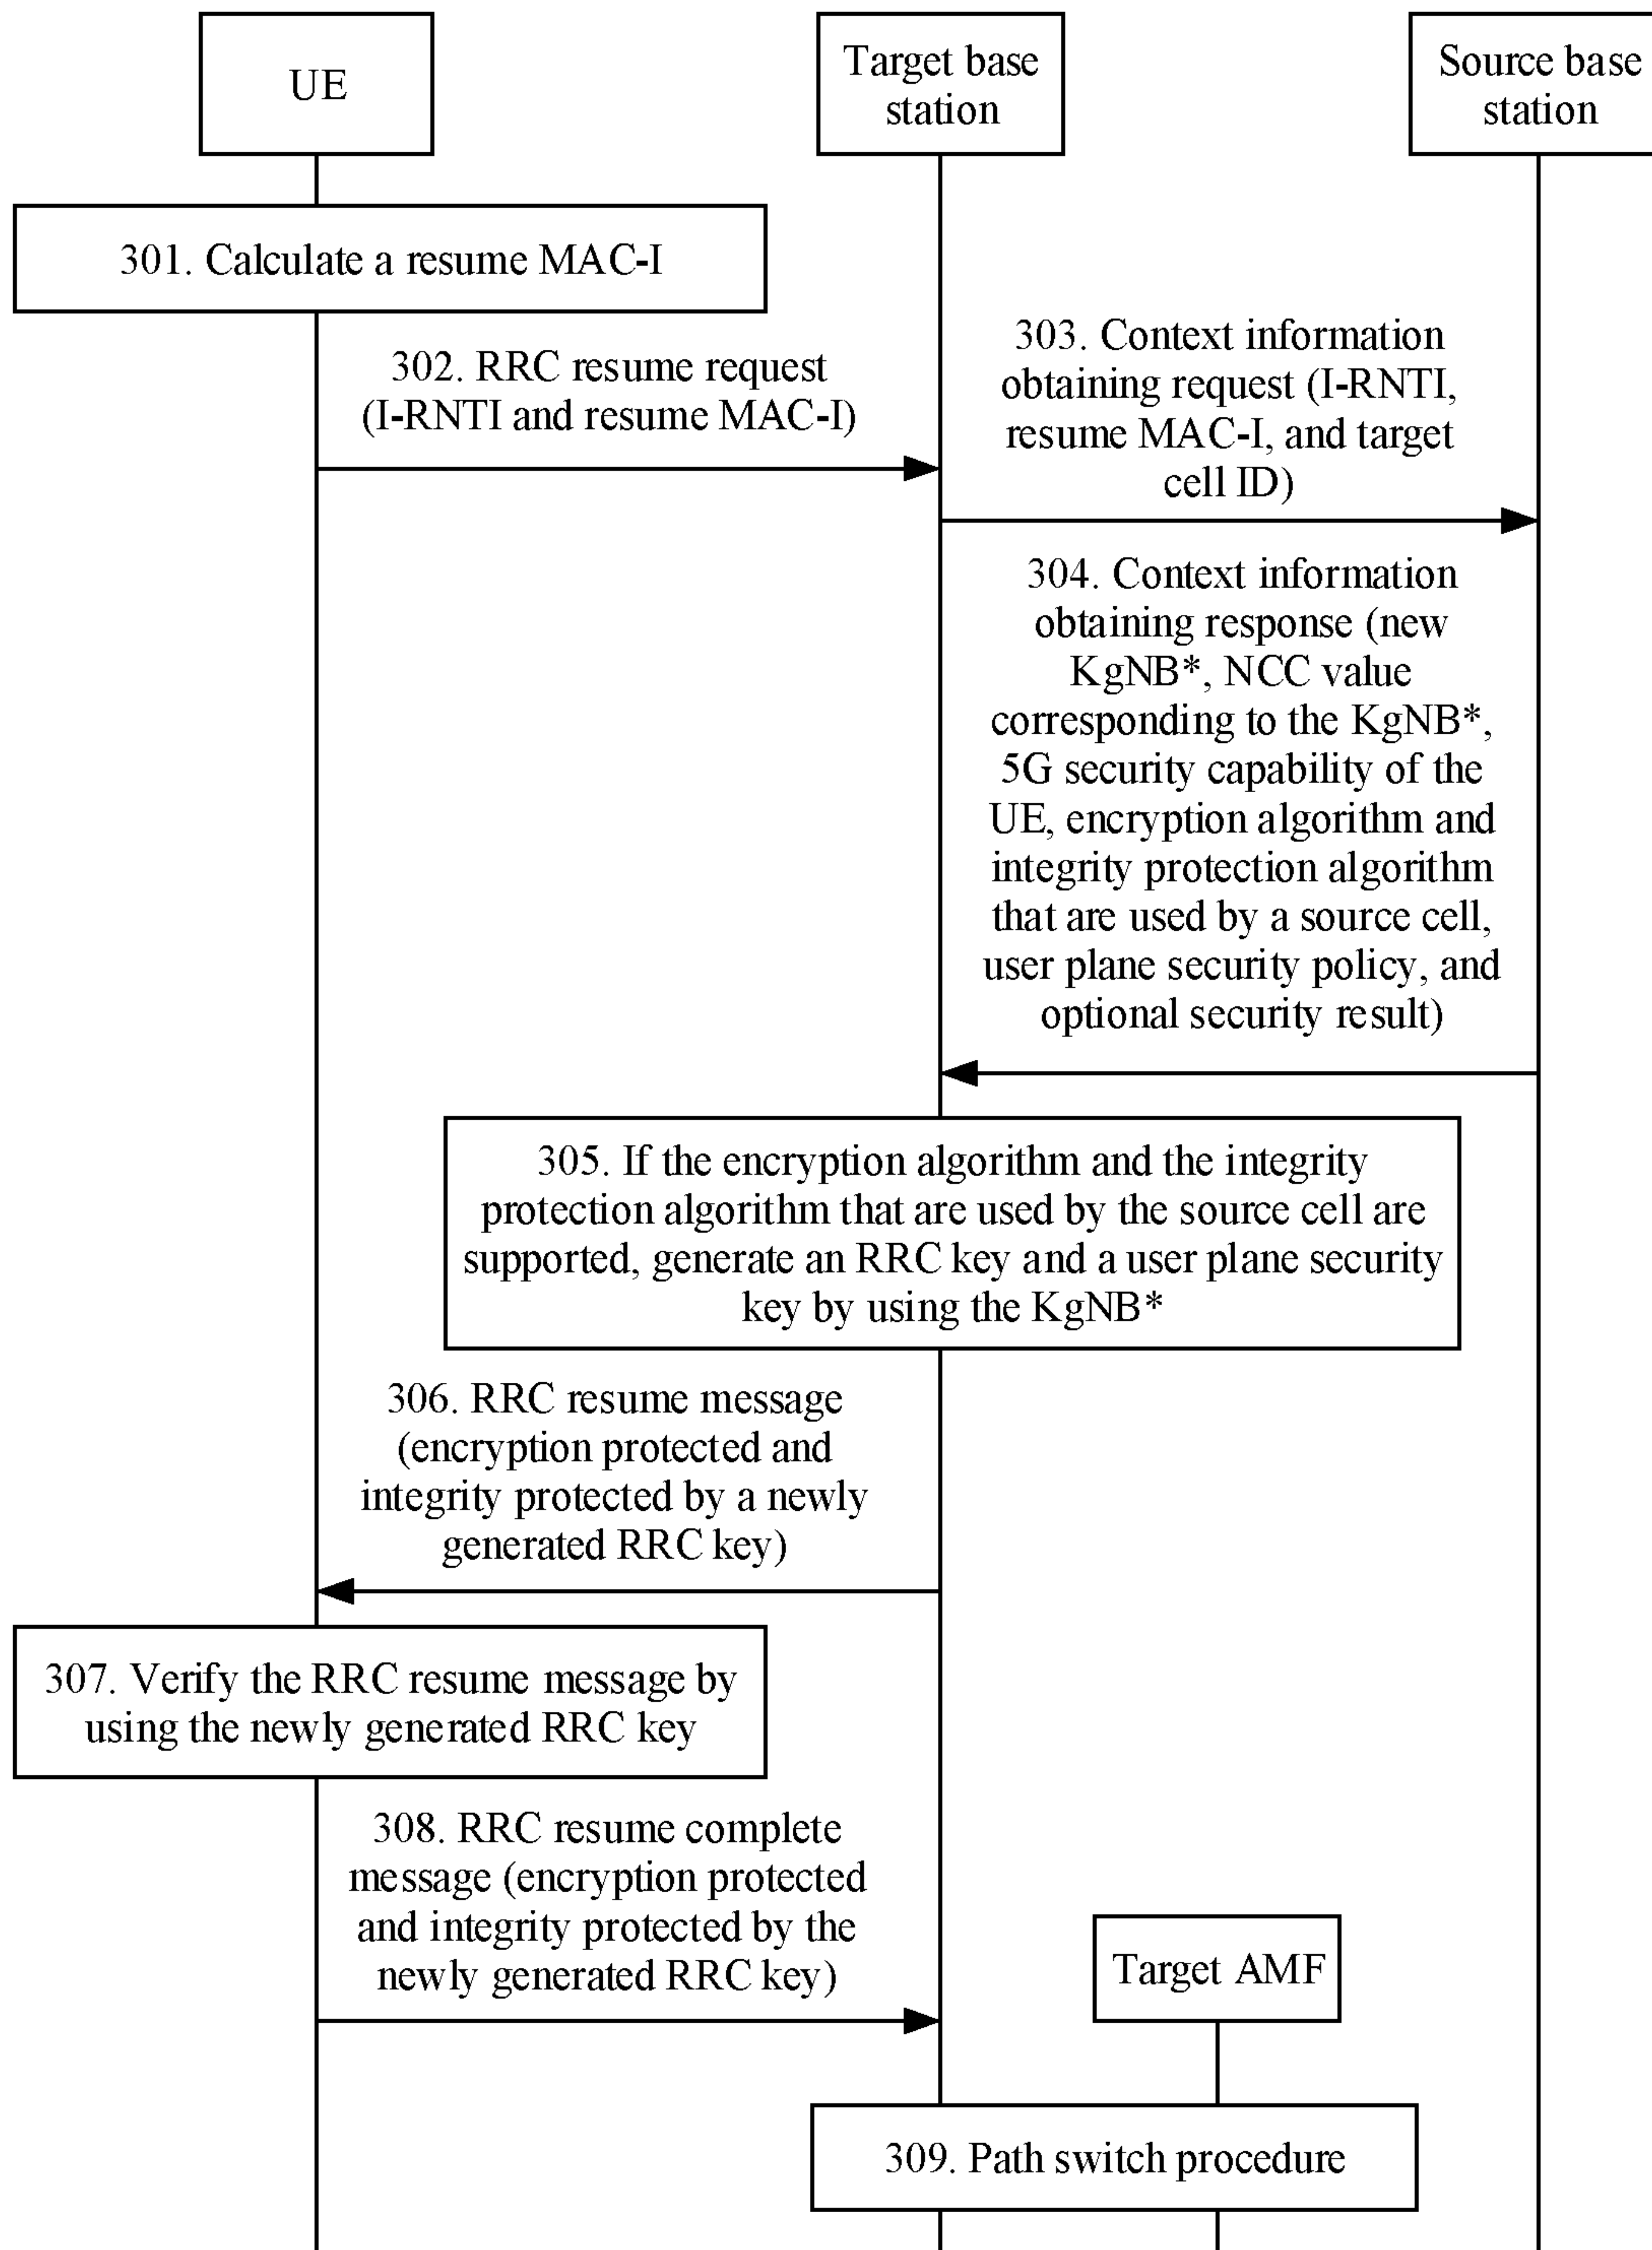 UE
Target base
station
Source base
station
301. Calculate a resume MAC-I
302. RRC resume request
(I-RNTI and resume MAC-I)
303. Context information
obtaining request (I-RNTI,
resume MAC-I, and target
cell ID)
304. Context information
obtaining response (new
KgNB*, NCC value
corresponding to the KgNB*,
5G security capability of the
UE, encryption algorithm and
integrity protection algorithm
that are used by a source cell,
user plane security policy, and
optional security result)
305. If the encryption algorithm and the integrity
protection algorithm that are used by the source cell are
supported, generate an RRC key and a user plane security
key by using the KgNB*
306. RRC resume message
(encryption protected and
integrity protected by a newly
generated RRC key)
307. Verify the RRC resume message by
using the newly generated RRC key
308. RRC resume complete
message (encryption protected
and integrity protected by the
newly generated RRC key)
Target AMF
309. Path switch procedure